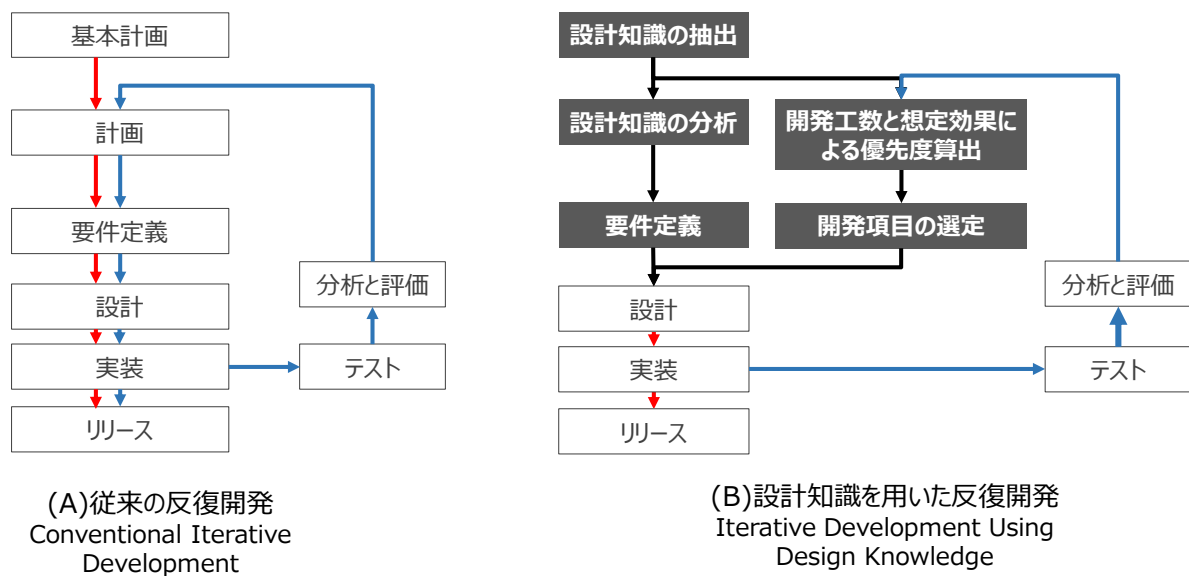 基本計画
計画
要件定義
設計
実装
リリース
分析と評価
テスト
(A)従来の反復開発
Conventional Iterative
Development
設計知識の抽出
設計知識の分析
開発工数と想定効果に
よる優先度算出
要件定義
開発項目の選定
設計
実装
リリース
分析と評価
テスト
(B)設計知識を用いた反復開発
Iterative Development Using
Design Knowledge